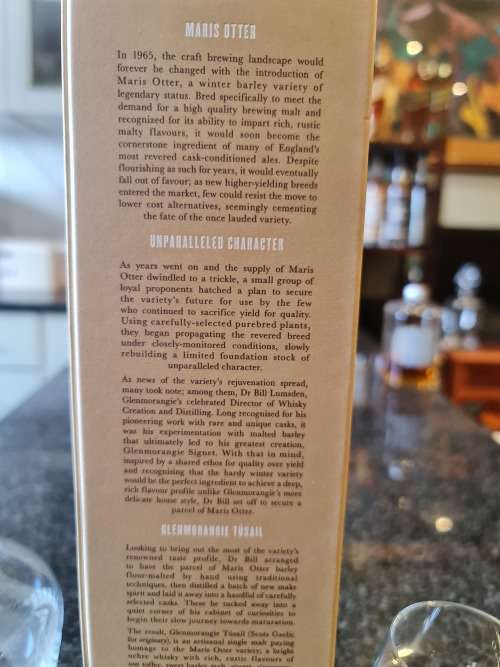 MARIS OTTER
In 1965, the craft brewing landscape would
forever be changed with the introduction of
Maris Otter, a winter barley variety of
legendary status. Bred specifically to meet the
demand for a high quality brewing malt and
recognized for its ability to impart rich, rustic
malty flavours, it would soon become the
cornerstone ingredient of many of England's
most revered cask-conditioned ales. Despite
flourishing as such for years, it would eventually
fall out of favour; as new higher-yielding breeds
entered the market, few could resist the move to
lower cost alternatives, seemingly cementing
the fate of the once lauded variety.
UNPARALLELED CHARACTER
As years went on and the supply of Maris
Otter dwindled to a trickle, a small group of
loyal proponents hatched a plan to secure
the variety's future for use by the few
who continued to sacrifice yield for quality.
Using carefully-selected purebred plants,
they began propagating the revered breed
under closely-monitored conditions, slowly
rebuilding a limited foundation stock of
unparalleled character.
As news of the variety's rejuvenation spread,
many took note; among them, Dr Bill Lumsden,
Glenmorangie's celebrated Director of Whisky
Creation and Distilling. Long recognised for his
pioneering work with rare and unique casks, it
was his experimentation with malted barley
that ultimately led to his greatest creation,
Glenmorangie Signet. With that in mind,
inspired by a shared ethos for quality over yield
and recognising that the hardy winter variety
would be the perfect ingredient to achieve a deep,
rich flavour profile unlike Glenmorangie's more
delicate house style, Dr Bill set off to secure a
parcel of Maris Otter.
GLENMORANGIE TÙSAIL
Looking to bring out the most of the variety's
renowned taste profile, Dr Bill arranged
to have the parcel of Maris Otter barley
floor-malted by hand using traditional
techniques, then distilled a batch of new make
spirit and laid it away into a handful of carefully
selected casks. These he tucked away into a
quiet corner of his cabinet of curiosities to
begin their slow journey towards maturation.
The result, Glenmorangie Tùsail (Scots Gaelic
for originary), is an artisanal single malt paying
homage to the Maris Otter variety; a bright
ochre whisky with rich, rustic flavours of